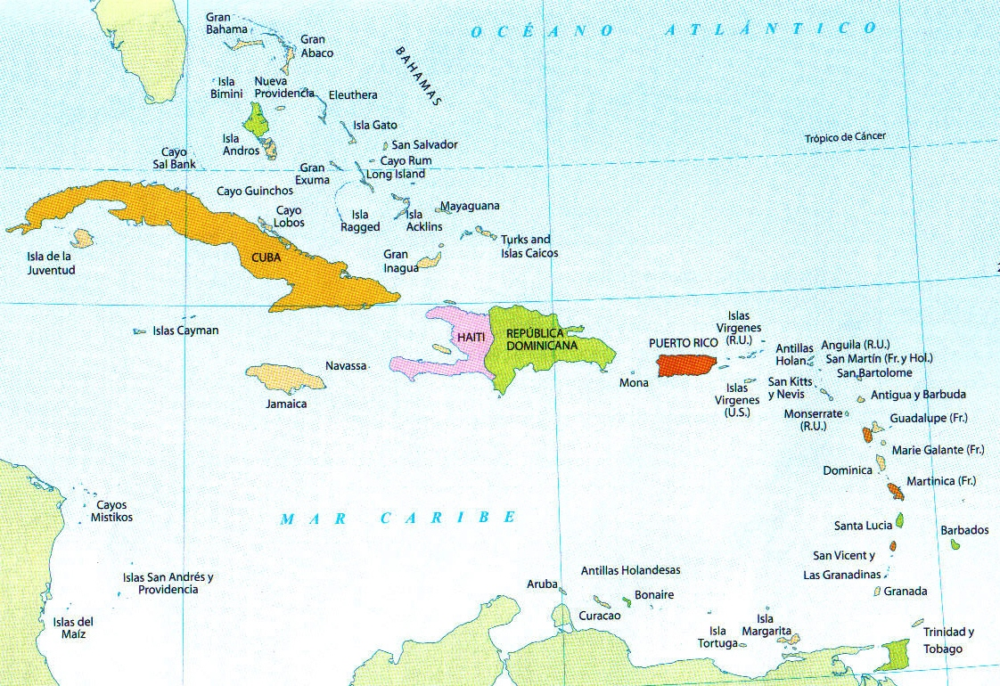 OCÉANO ATLÁNTICO
Gran
Bahama
Gran
Abaco
BAHAMAS
Isla
Bimini
Nueva
Providencia
Eleuthera
Isla Gato
Isla
Andros
San Salvador
Trópico de Cáncer
Cayo
Sal Bank
Cayo Rum
Gran
Exuma
Long Island
Cayo Guinchos
Cayo
Lobos
Isla
Ragged
Isla
Acklins
Mayaguana
Turks and
Islas Caicos
Isla de la
Juventud
CUBA
Gran
Inagua
Islas Cayman
HAITI
REPÚBLICA
DOMINICANA
Navassa
Jamaica
Mona
PUERTO RICO
Islas
Virgenes
(R.U.)
Islas
Virgenes
(U.S.)
Antillas
Holan.
Anguila (R.U.)
San Martín (Fr. y Hol.)
San Bartolome
San Kitts
y Nevis
Antigua y Barbuda
Monserrate
(R.U.)
Guadalupe (Fr.)
Marie Galante (Fr.)
Dominica
Martinica (Fr.)
Cayos
Mistikos
MAR CARIBE
Santa Lucia
Barbados
San Vicent y
Las Granadinas
Islas San Andrés y
Providencia
Antillas Holandesas
Aruba
Bonaire
Curacao
Granada
Islas del
Maíz
Isla
Tortuga
Isla
Margarita
Trinidad y
Tobago